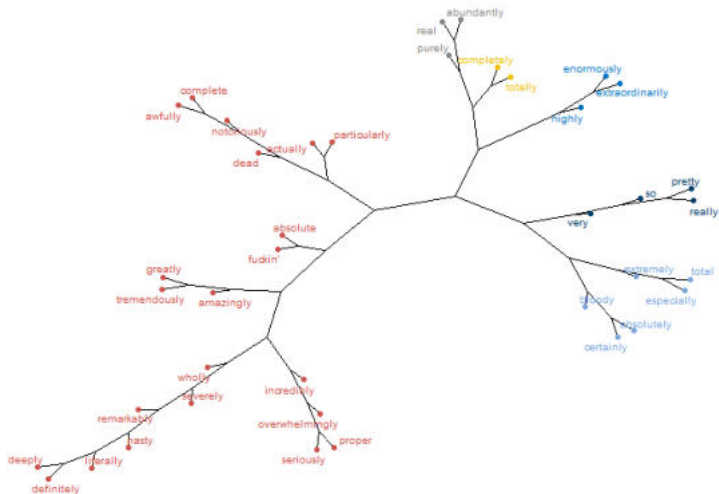 abundantly
real
purely
completely
totally
enormously
extraordinarily
highly
complete
awfully
notoriously
actually
particularly
dead
so
pretty
really
very
absolute
fuckin'
extremely
total
especially
bloody
absolutely
certainly
greatly
tremendously
amazingly
wholly
severely
incredibly
remarkably
overwhelmingly
nasty
proper
literally
seriously
deeply
definitely